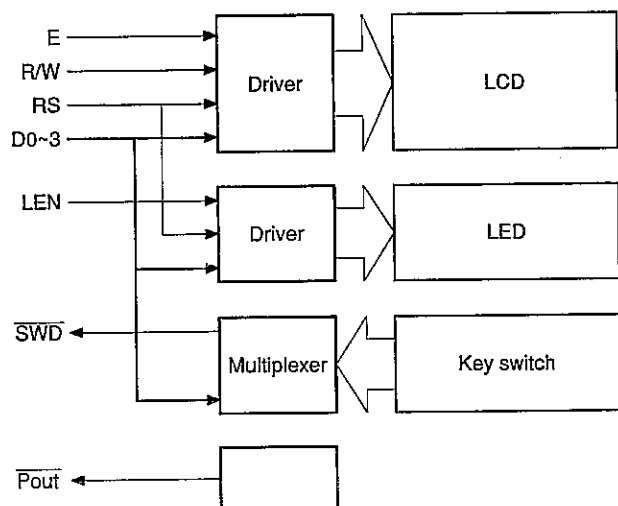 E
R/W
RS
D0~3
Driver
LCD
LEN
Driver
LED
SWD
Multiplexer
Key switch
Pout